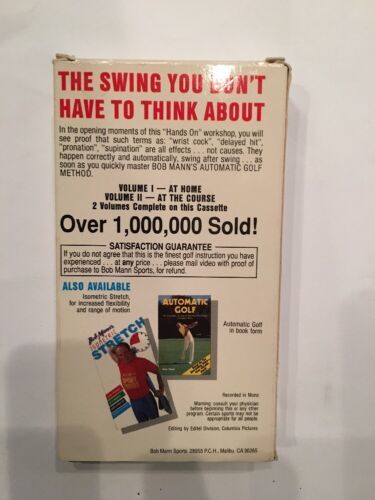 THE SWING YOU DON'T
HAVE TO THINK ABOUT
In the opening moments of this "Hands On" workshop, you will
see proof that such terms as: "wrist cock", "delayed hit",
"pronation", "supination" are all effects . . . not causes. They
happen correctly and automatically, swing after swing . . . as
soon as you quickly master BOB MANN'S AUTOMATIC GOLF
METHOD.
VOLUME I — AT HOME
VOLUME II — AT THE COURSE
2 Volumes Complete on this Cassette
Over 1,000,000 Sold!
SATISFACTION GUARANTEE
If you do not agree that this is the finest golf instruction you have
experienced . . . at any price . . . please mail video with proof of
purchase to Bob Mann Sports, for refund.
ALSO AVAILABLE
Isometric Stretch,
for increased flexibility
and range of motion
AUTOMATIC
GOLF
Automatic Golf
in book form
Bob Mann's
ISOMETRIC
STRETCH
Recorded in Mono
Warning: consult your physician
before beginning this or any other
program. Certain sports may not be
appropriate for all people.
Editing by Editel Division, Columbia Pictures
Bob Mann Sports 28955 P.C.H., Malibu, CA 90265